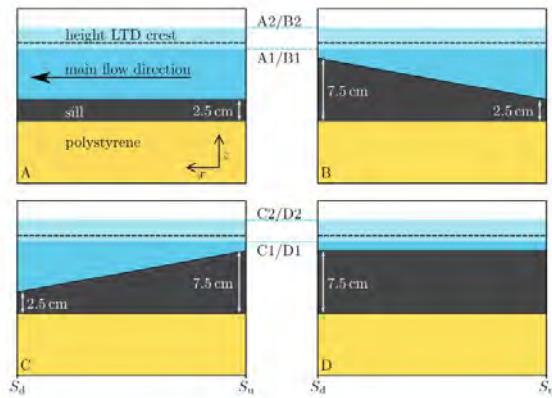 A2/B2
height LTD crest
main flow direction
A1/B1
7.5 cm
sill
2.5 cm
2.5 cm
polystyrene
z
x
A
B
C2/D2
C1/D1
7.5 cm
7.5 cm
2.5 cm
C
D
S_d
S_u
S_d